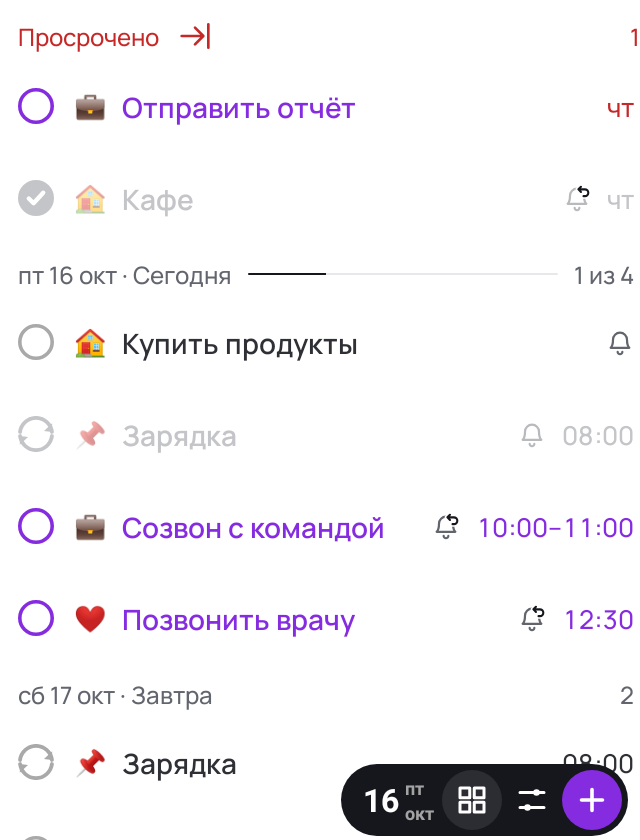 Просрочено 1
Отправить отчёт чт
Кафе чт
пт 16 окт · Сегодня 1 из 4
Купить продукты
Зарядка 08:00
Созвон с командой 10:00–11:00
Позвонить врачу 12:30
сб 17 окт · Завтра 2
Зарядка 08:00
16 пт окт